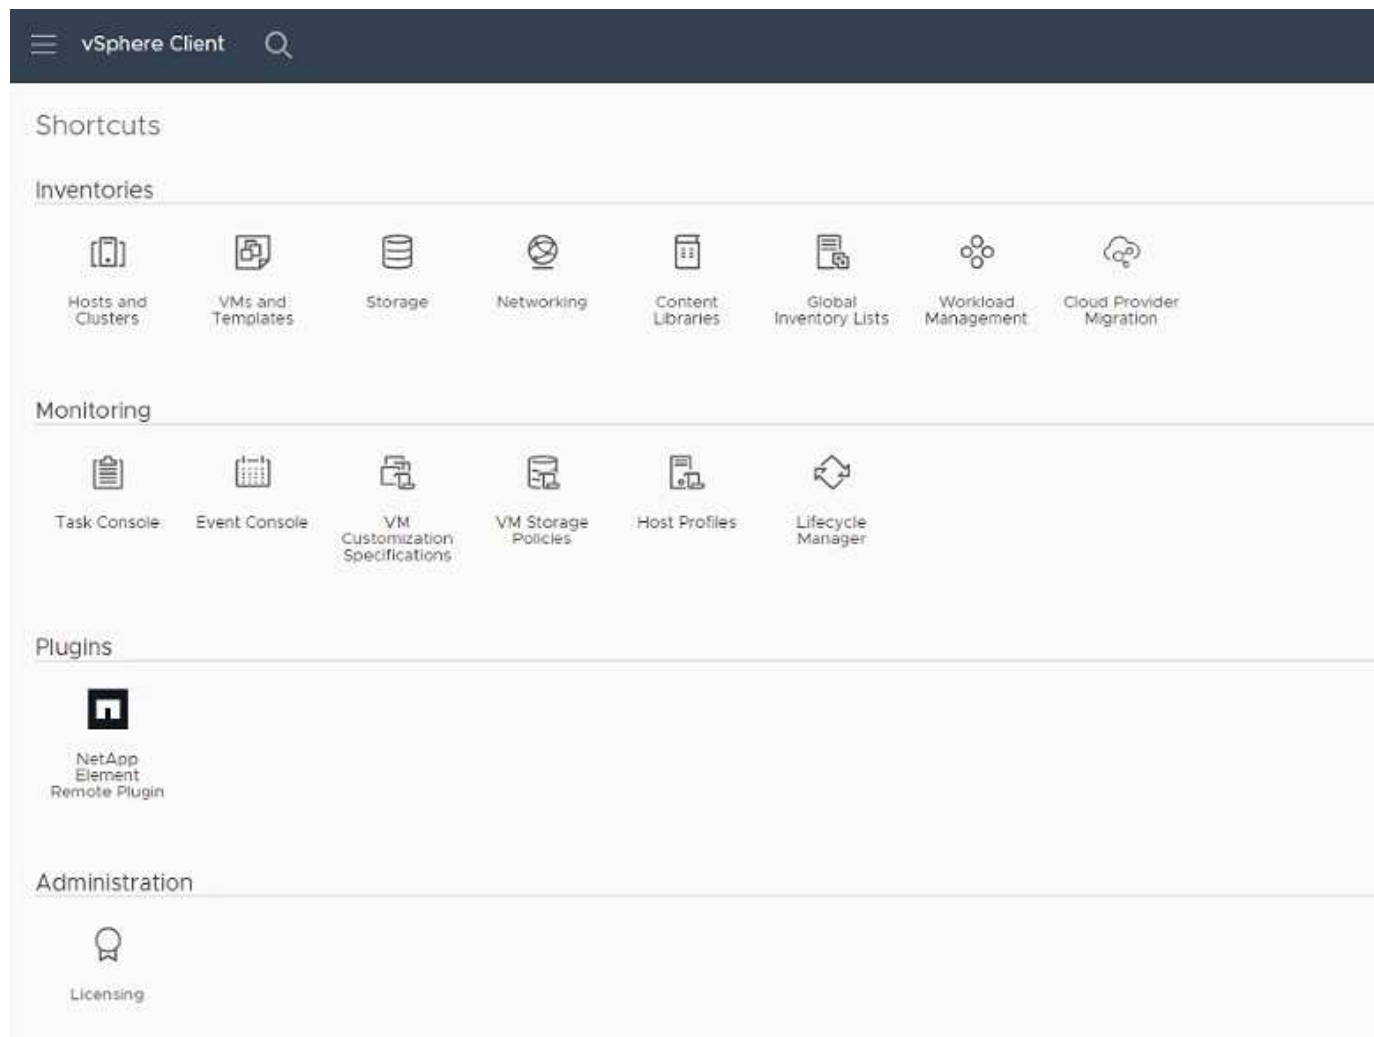 vSphere Client
Shortcuts
Inventories
Hosts and
Clusters
VMs and
Templates
Storage
Networking
Content
Libraries
Global
Inventory Lists
Workload
Management
Cloud Provider
Migration
Monitoring
Task Console
Event Console
VM
Customization
Specifications
VM Storage
Policies
Host Profiles
Lifecycle
Manager
Plugins
NetApp
Element
Remote Plugin
Administration
Licensing